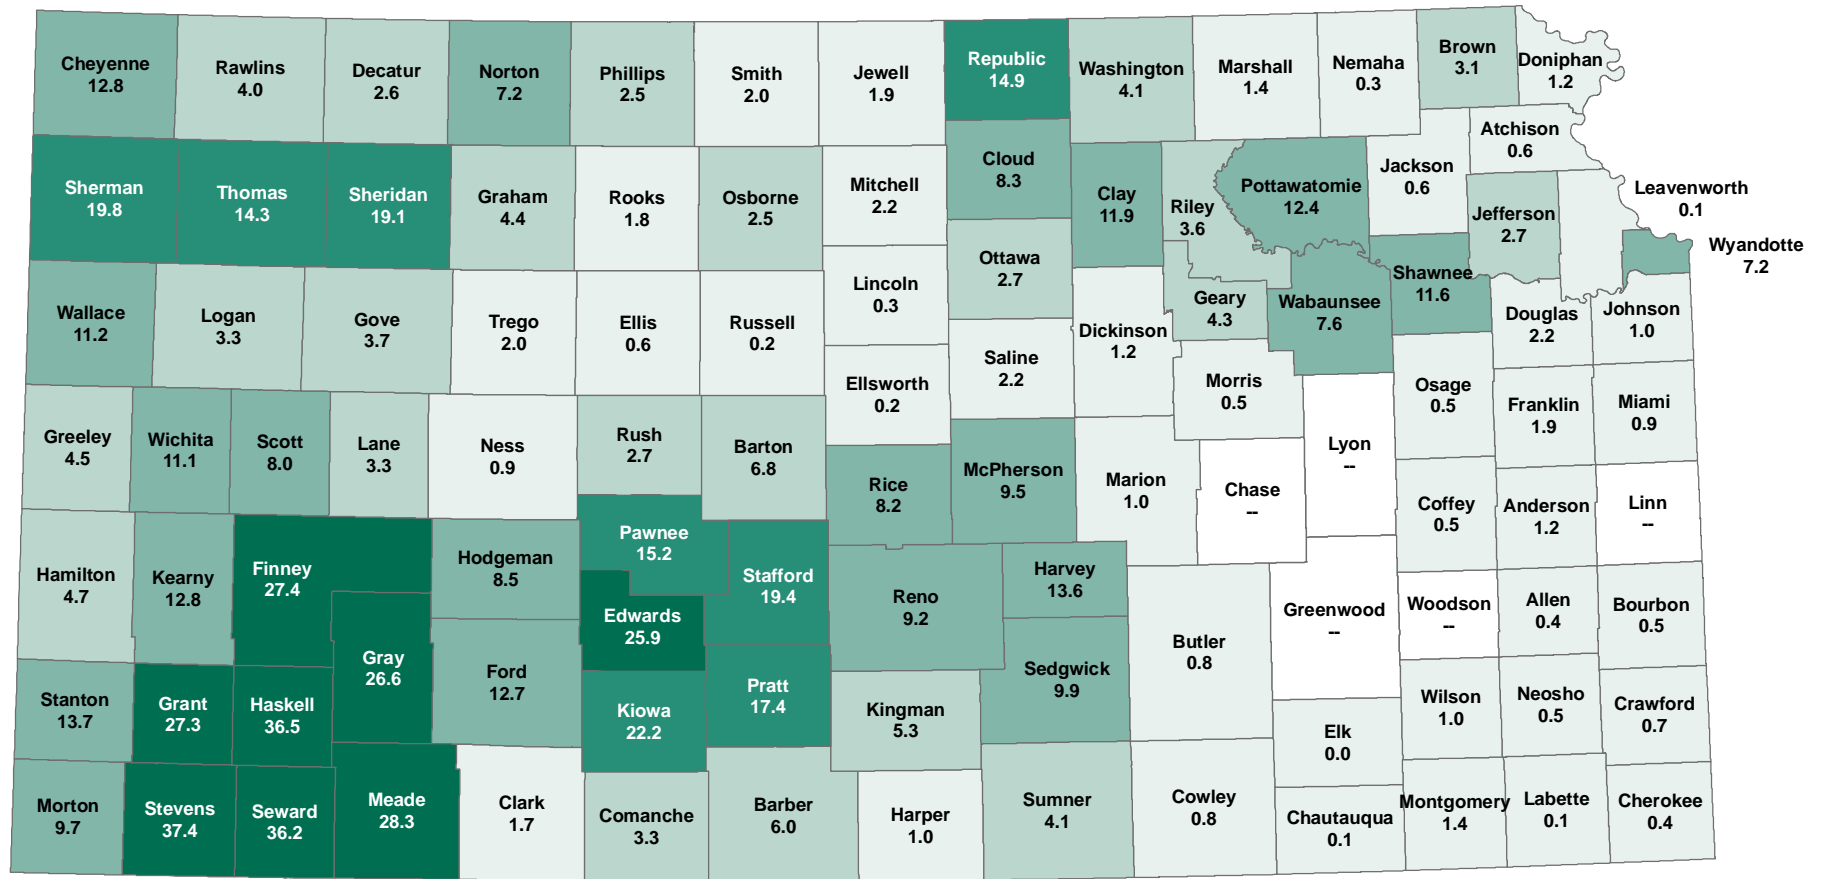 Cheyenne
12.8
Rawlins
4.0
Decatur
2.6
Norton
7.2
Phillips
2.5
Smith
2.0
Jewell
1.9
Republic
14.9
Washington
4.1
Marshall
1.4
Nemaha
0.3
Brown
3.1
Doniphan
1.2
Sherman
19.8
Thomas
14.3
Sheridan
19.1
Graham
4.4
Rooks
1.8
Osborne
2.5
Mitchell
2.2
Cloud
8.3
Clay
11.9
Riley
3.6
Pottawatomie
12.4
Jackson
0.6
Atchison
0.6
Jefferson
2.7
Leavenworth
0.1
Wyandotte
7.2
Wallace
11.2
Logan
3.3
Gove
3.7
Trego
2.0
Ellis
0.6
Russell
0.2
Lincoln
0.3
Ottawa
2.7
Saline
2.2
Dickinson
1.2
Geary
4.3
Wabaunsee
7.6
Shawnee
11.6
Douglas
2.2
Johnson
1.0
Greeley
4.5
Wichita
11.1
Scott
8.0
Lane
3.3
Ness
0.9
Rush
2.7
Barton
6.8
Ellsworth
0.2
Rice
8.2
McPherson
9.5
Marion
1.0
Morris
0.5
Chase
--
Lyon
--
Osage
0.5
Franklin
1.9
Miami
0.9
Coffey
0.5
Anderson
1.2
Linn
--
Hamilton
4.7
Kearny
12.8
Finney
27.4
Gray
26.6
Hodgeman
8.5
Ford
12.7
Pawnee
15.2
Edwards
25.9
Stafford
19.4
Reno
9.2
Harvey
13.6
Sedgwick
9.9
Butler
0.8
Greenwood
--
Woodson
--
Allen
0.4
Bourbon
0.5
Stanton
13.7
Grant
27.3
Haskell
36.5
Kiowa
22.2
Pratt
17.4
Kingman
5.3
Elk
0.0
Wilson
1.0
Neosho
0.5
Crawford
0.7
Morton
9.7
Stevens
37.4
Seward
36.2
Meade
28.3
Clark
1.7
Comanche
3.3
Barber
6.0
Harper
1.0
Sumner
4.1
Cowley
0.8
Chautauqua
0.1
Montgomery
1.4
Labette
0.1
Cherokee
0.4